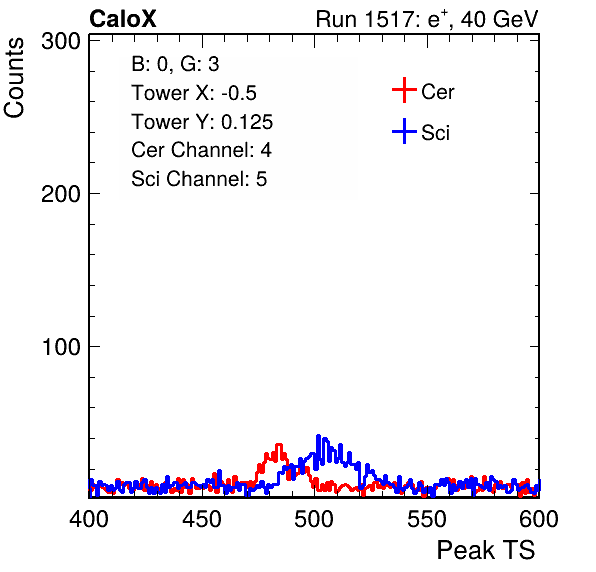 CaloX Run 1517: e⁺, 40 GeV
Counts
300
200
100
B: 0, G: 3
Tower X: -0.5
Tower Y: 0.125
Cer Channel: 4
Sci Channel: 5
Cer
Sci
400 450 500 550 600
Peak TS